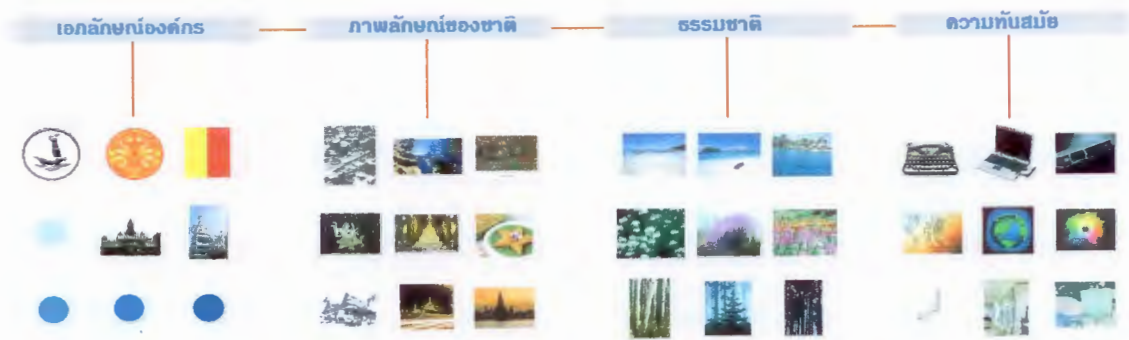 เอกลักษณ์องค์กร
ภาพลักษณ์ของชาติ
ธรรมชาติ
ความทันสมัย